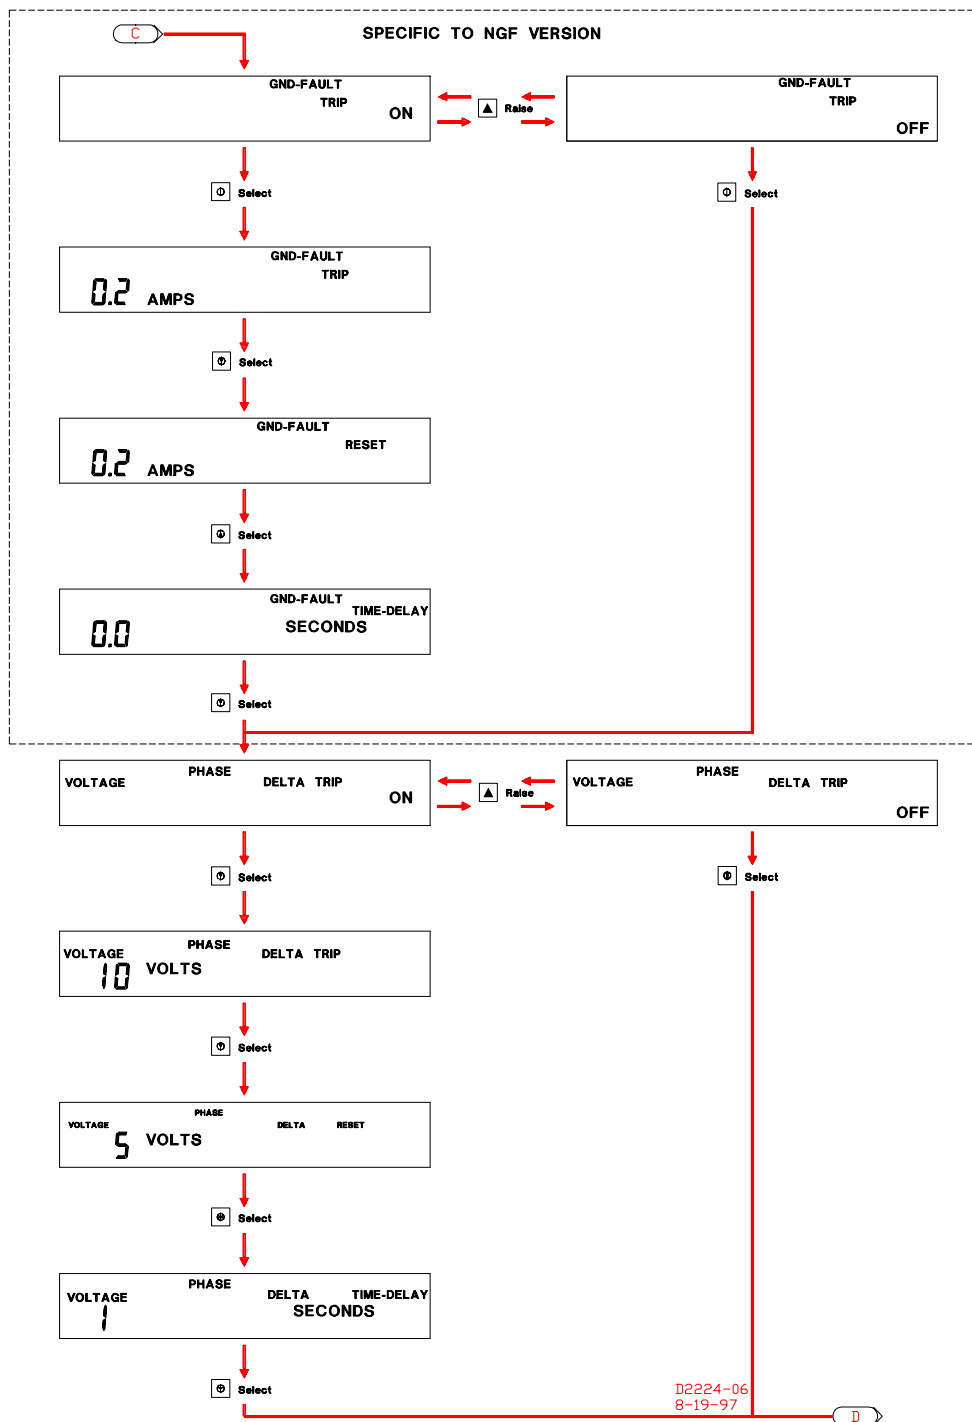 C
SPECIFIC TO NGF VERSION
GND-FAULT
TRIP
ON
Raise
GND-FAULT
TRIP
OFF
Select
Select
GND-FAULT
TRIP
0.2 AMPS
Select
GND-FAULT
RESET
0.2 AMPS
Select
GND-FAULT
TIME-DELAY
SECONDS
0.0
Select
VOLTAGE PHASE DELTA TRIP
ON
Raise
VOLTAGE PHASE DELTA TRIP
OFF
Select
Select
VOLTAGE PHASE DELTA TRIP
10 VOLTS
Select
VOLTAGE PHASE DELTA RESET
5 VOLTS
Select
VOLTAGE PHASE DELTA TIME-DELAY
1 SECONDS
Select
D2224-06
8-19-97
D